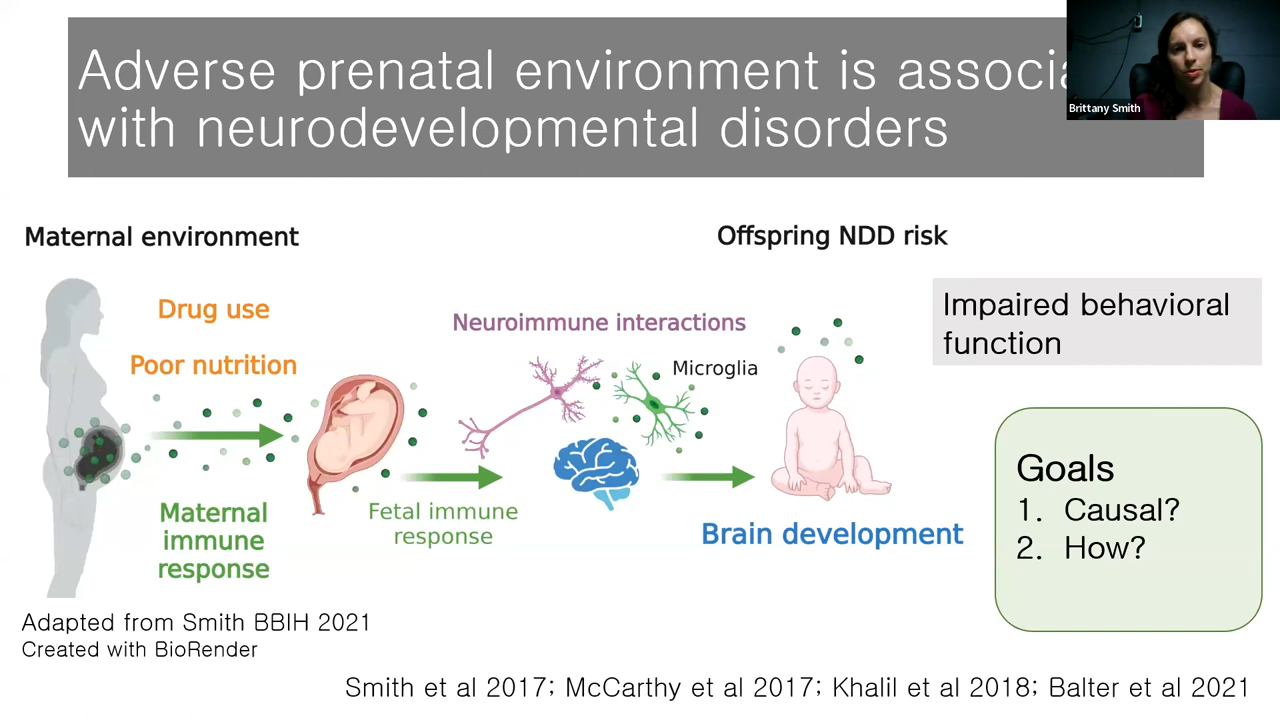 Adverse prenatal environment is associa
with neurodevelopmental disorders
Brittany Smith
Maternal environment
Offspring NDD risk
Drug use
Poor nutrition
Neuroimmune interactions
Microglia
Impaired behavioral
function
Maternal
immune
response
Fetal immune
response
Brain development
Goals
1. Causal?
2. How?
Adapted from Smith BBIH 2021
Created with BioRender
Smith et al 2017; McCarthy et al 2017; Khalil et al 2018; Balter et al 2021